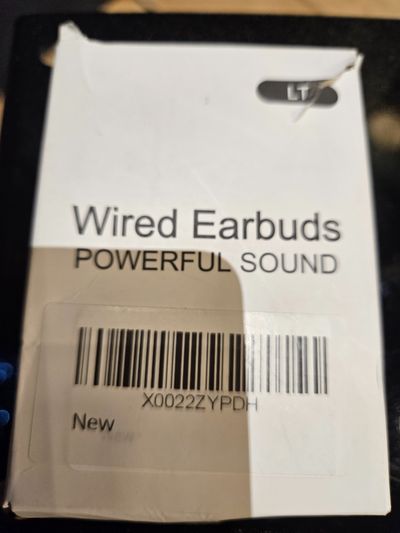 LT
Wired Earbuds
POWERFUL SOUND
X0022ZYPDH
New